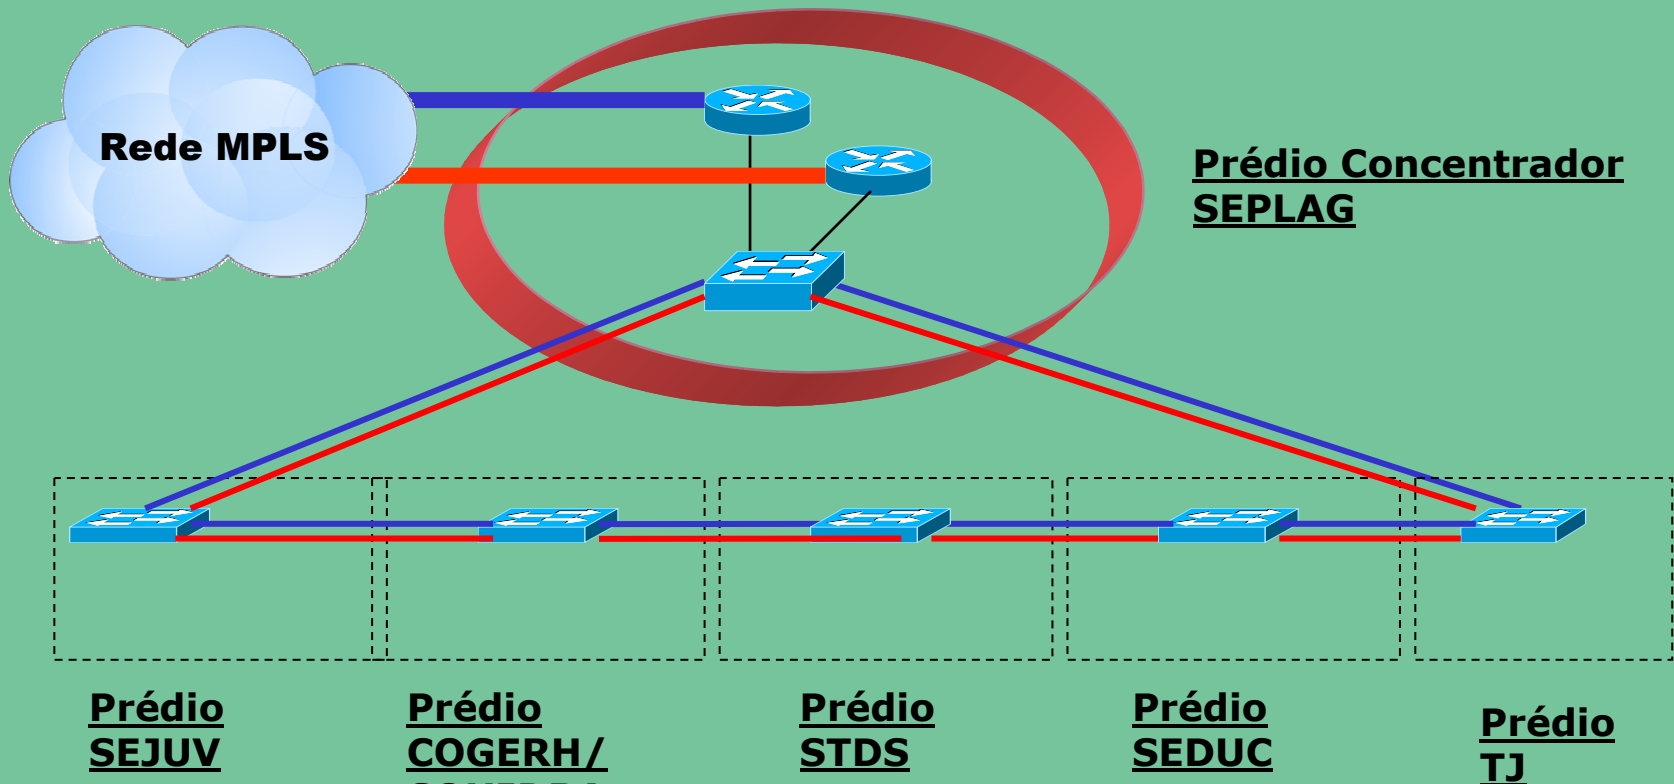 Rede MPLS
Prédio Concentrador
SEPLAG
Prédio
SEJUV
Prédio
COGERH/
Prédio
STDS
Prédio
SEDUC
Prédio
TJ